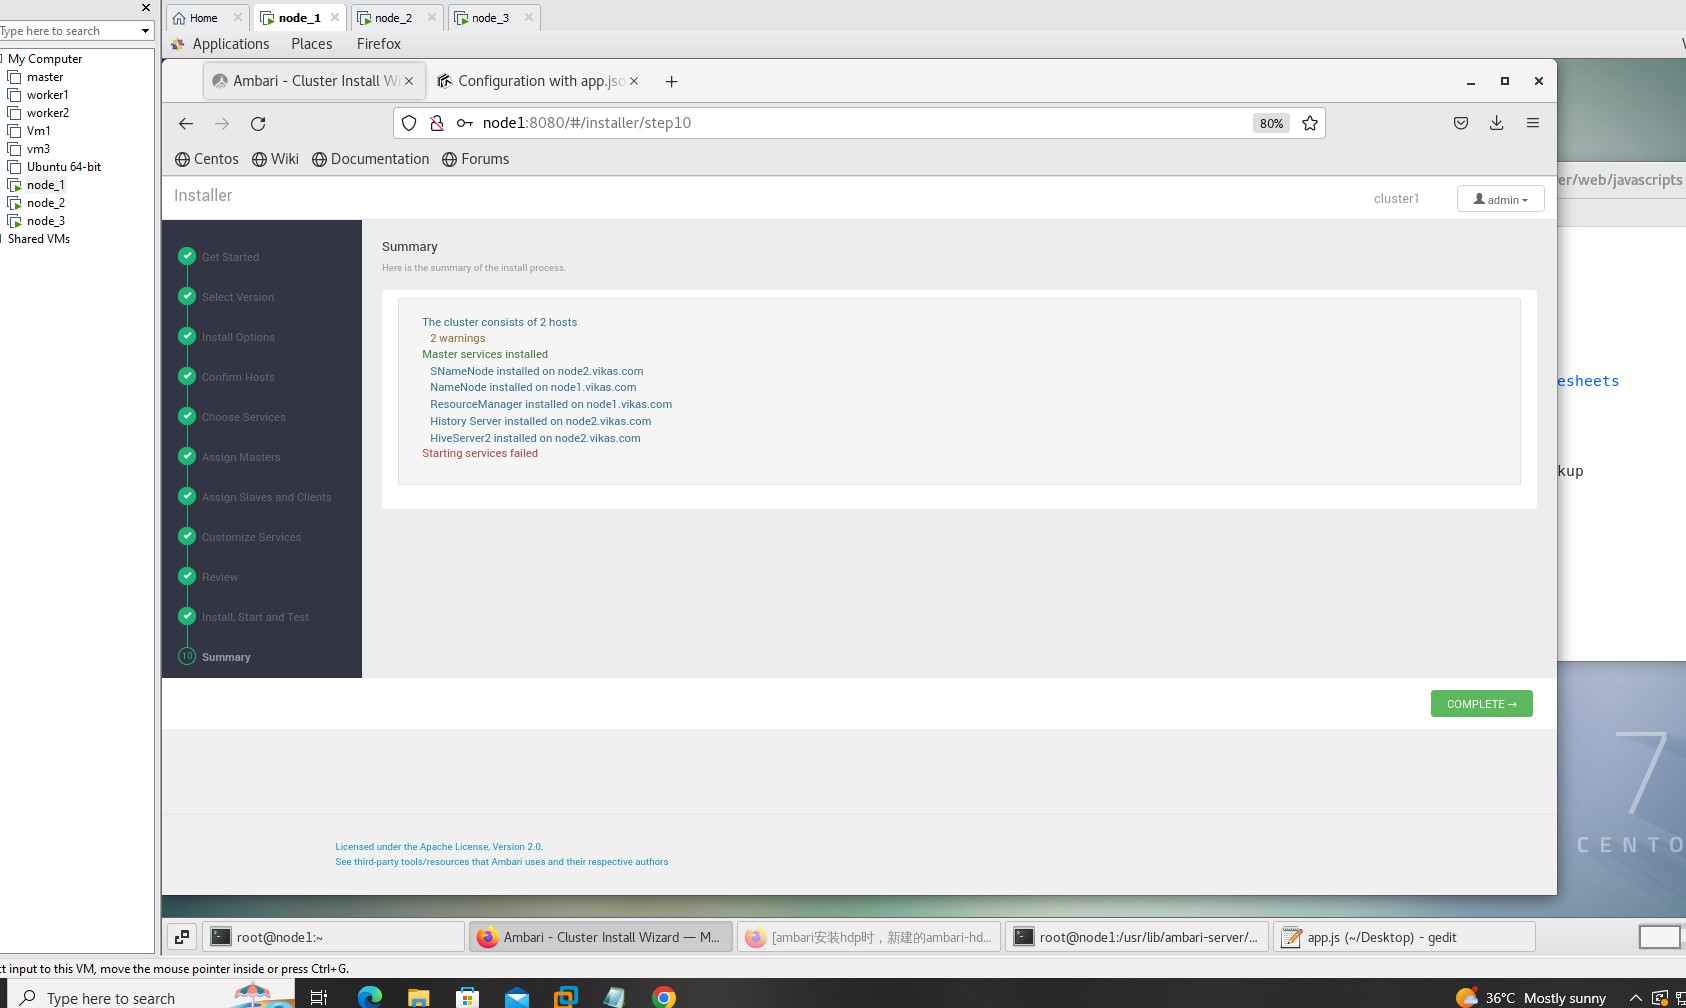 Home
node_1
node_2
node_3
Type here to search
Applications Places Firefox
My Computer
master
worker1
worker2
Vm1
vm3
Ubuntu 64-bit
node_1
node_2
node_3
Shared VMs
Ambari - Cluster Install Wi
Configuration with app.jso
node1:8080/#/installer/step10
80%
Centos Wiki Documentation Forums
Installer
cluster1
admin
er/web/javascripts
Get Started
Select Version
Install Options
Confirm Hosts
Choose Services
Assign Masters
Assign Slaves and Clients
Customize Services
Review
Install, Start and Test
10 Summary
Summary
Here is the summary of the install process.
The cluster consists of 2 hosts
2 warnings
Master services installed
SNameNode installed on node2.vikas.com
NameNode installed on node1.vikas.com
ResourceManager installed on node1.vikas.com
History Server installed on node2.vikas.com
HiveServer2 installed on node2.vikas.com
Starting services failed
esheets
kup
COMPLETE →
7
CENTO
Licensed under the Apache License, Version 2.0.
See third-party tools/resources that Ambari uses and their respective authors
root@node1:~
Ambari - Cluster Install Wizard — M...
[ambari安装hdp时，新建的ambari-hd...
root@node1:/usr/lib/ambari-server/...
app.js (~/Desktop) - gedit
ct input to this VM, move the mouse pointer inside or press Ctrl+G.
Type here to search
36°C Mostly sunny